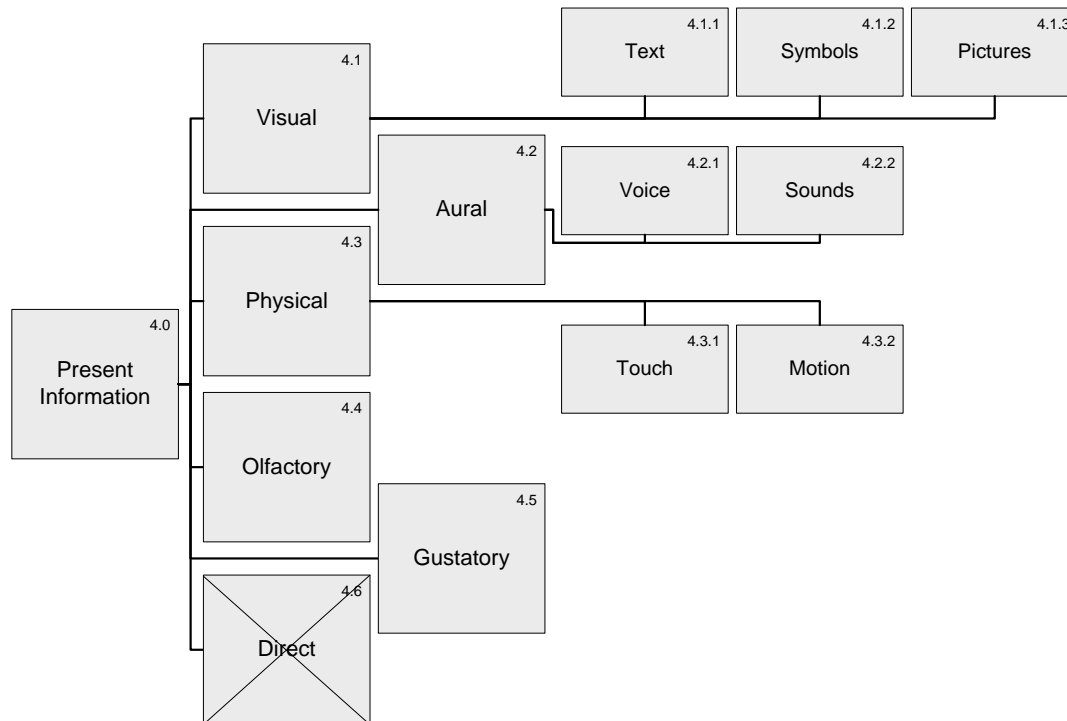 4.1.1
Text
4.1.2
Symbols
4.1.3
Pictures
4.1
Visual
4.2
Aural
4.2.1
Voice
4.2.2
Sounds
4.3
Physical
4.0
Present
Information
4.3.1
Touch
4.3.2
Motion
4.4
Olfactory
4.5
Gustatory
4.6
Direct